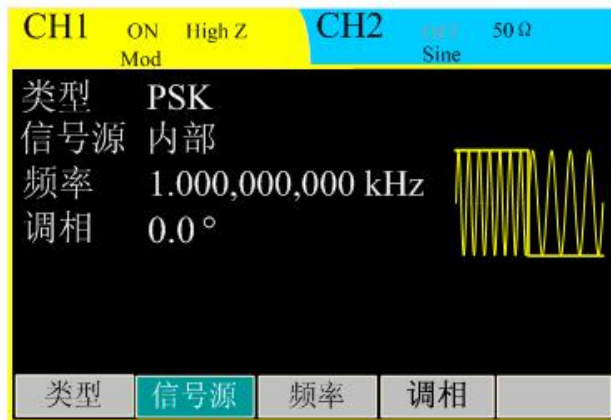 CH1 ON High Z CH2 OFF 50 Ω
Mod Sine
类型 PSK
信号源 内部
频率 1.000,000,000 kHz
调相 0.0 °
类型 信号源 频率 调相